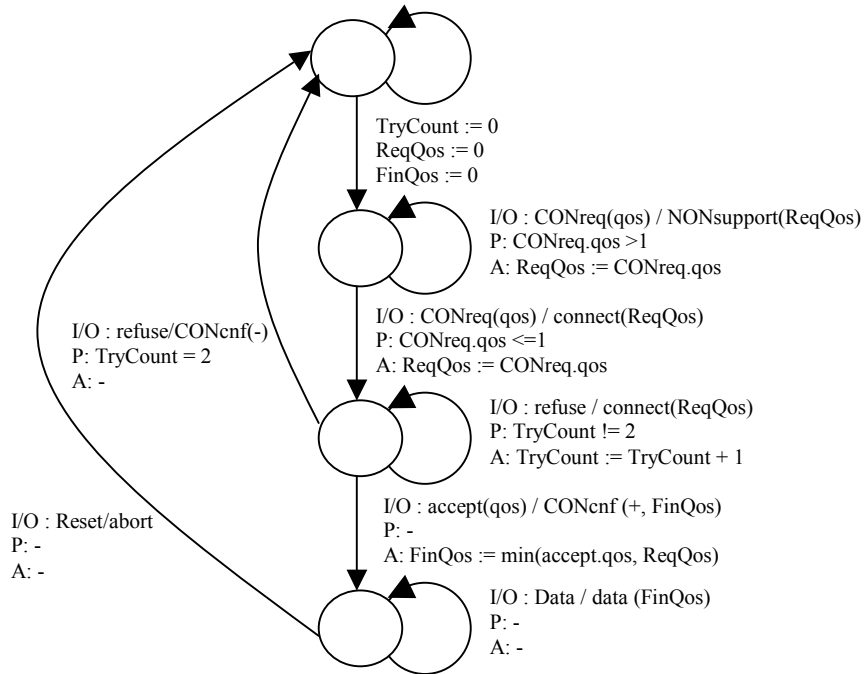 TryCount := 0
ReqQos := 0
FinQos := 0
I/O : CONreq(qos) / NONsupport(ReqQos)
P: CONreq.qos >1
A: ReqQos := CONreq.qos
I/O : CONreq(qos) / connect(ReqQos)
P: CONreq.qos <=1
A: ReqQos := CONreq.qos
I/O : refuse/CONcnf(-)
P: TryCount = 2
A: -
I/O : refuse / connect(ReqQos)
P: TryCount != 2
A: TryCount := TryCount + 1
I/O : accept(qos) / CONcnf (+, FinQos)
P: -
A: FinQos := min(accept.qos, ReqQos)
I/O : Reset/abort
P: -
A: -
I/O : Data / data (FinQos)
P: -
A: -